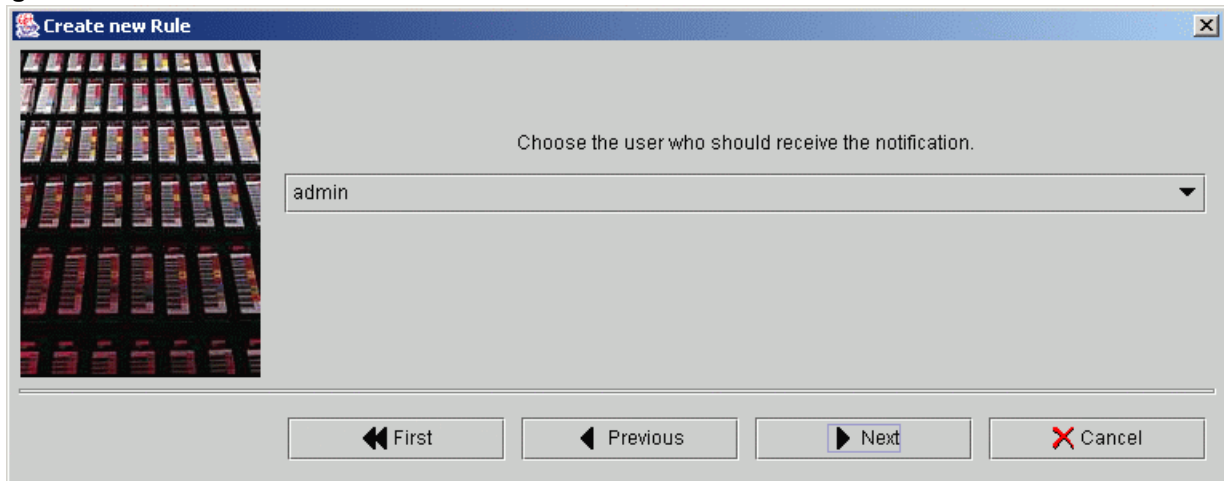 Create new Rule
Choose the user who should receive the notification.
admin
First
Previous
Next
Cancel